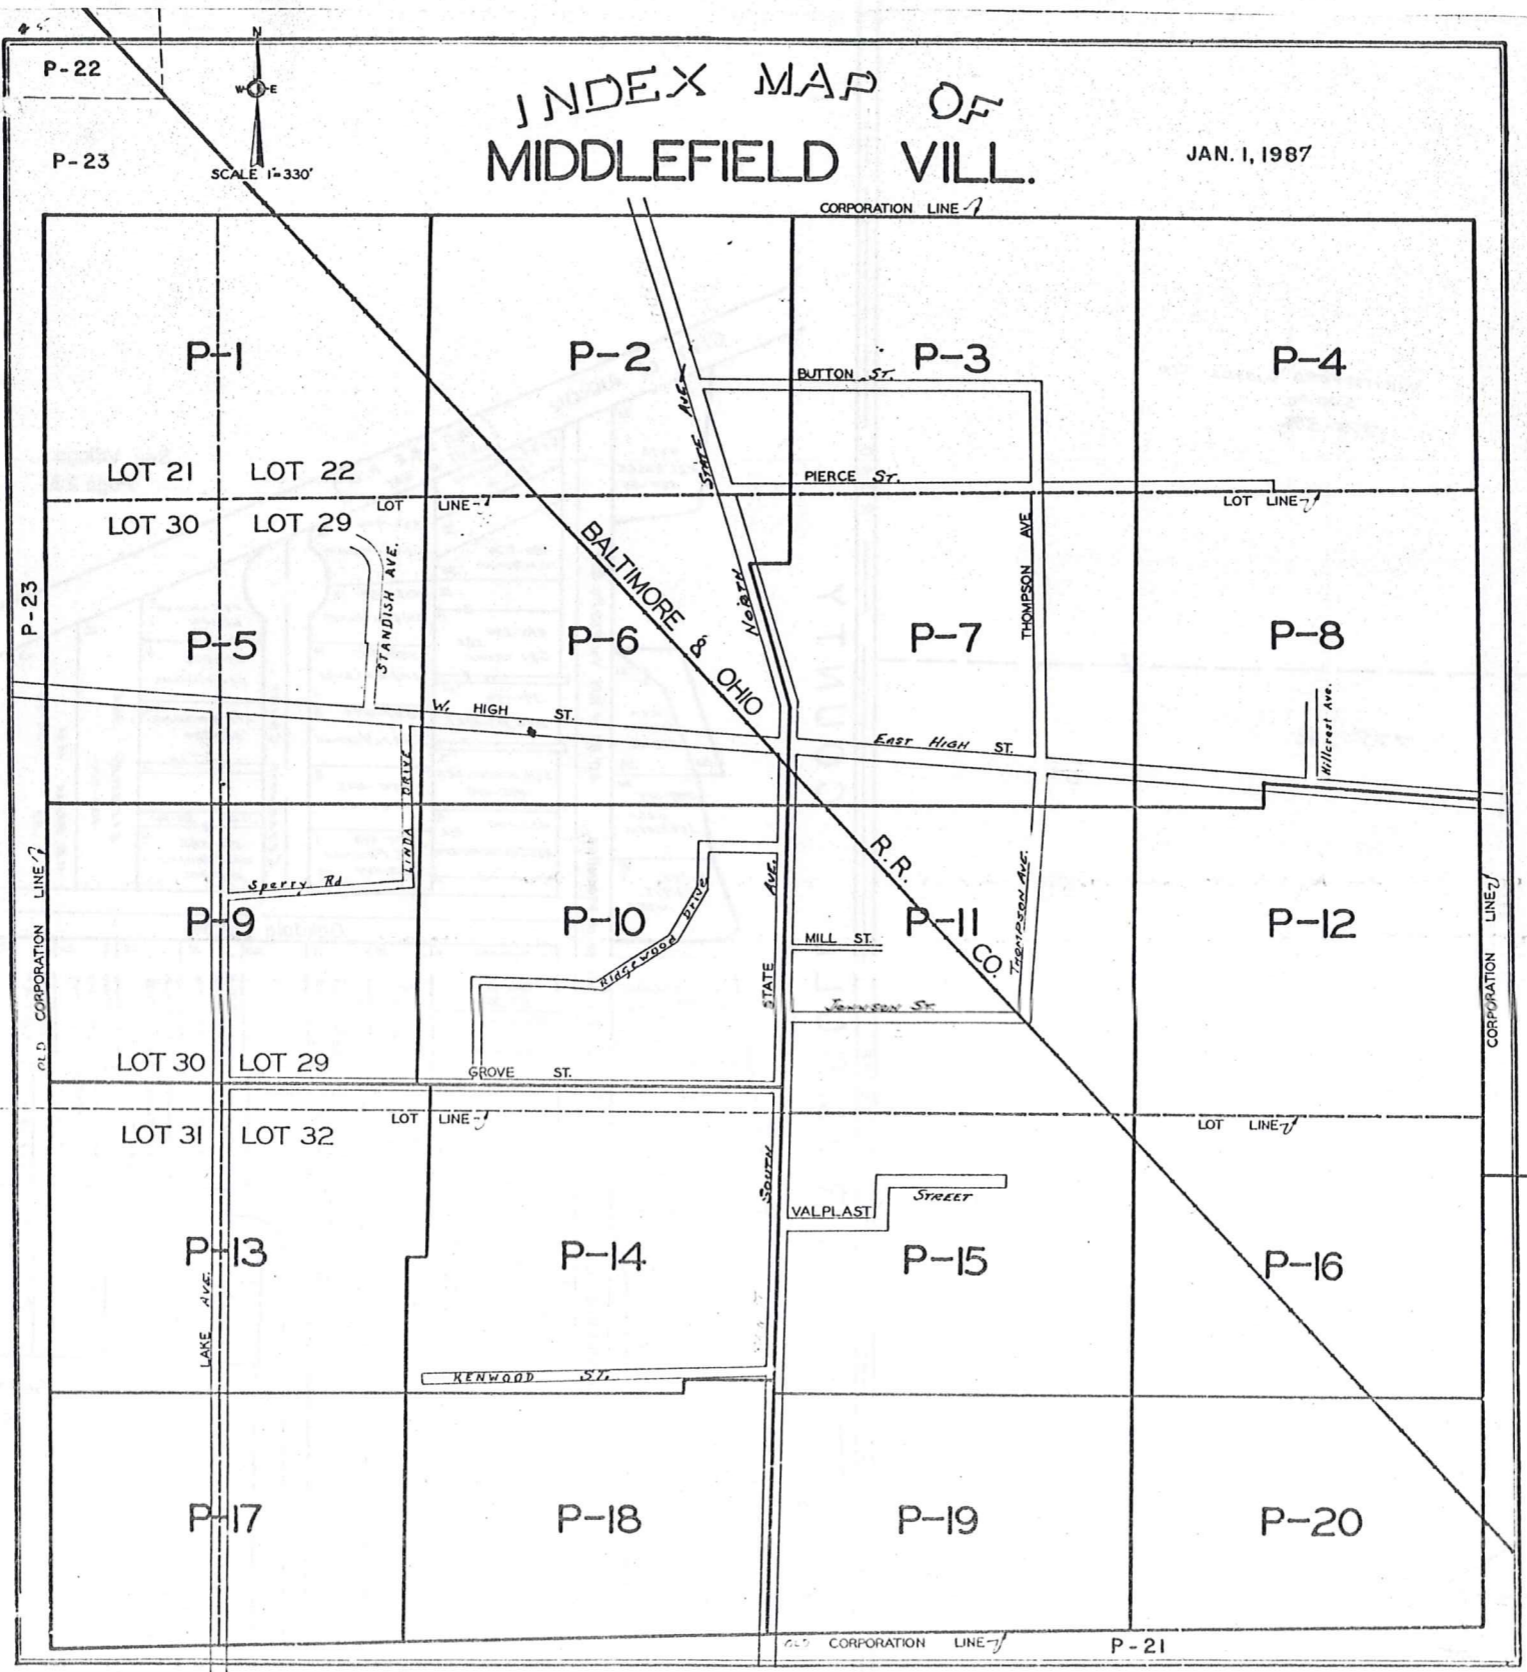 P-22
N
W E
P-23
SCALE 1"=330'
INDEX MAP OF
MIDDLEFIELD VILL.
JAN. 1, 1987
CORPORATION LINE
P-1
P-2
P-3
P-4
BUTTON ST.
STATE AVE.
LOT 21 LOT 22
PIERCE ST.
LOT LINE
LOT LINE
LOT 30 LOT 29
STANDISH AVE.
BALTIMORE & OHIO R.R. CO.
NORTH
THOMPSON AVE
P-23
P-5
P-6
P-7
P-8
Hillcrest Ave.
W. HIGH ST.
EAST HIGH ST.
LINDA DRIVE
OLD CORPORATION LINE
Sperry Rd
P-9
P-10
P-11
P-12
Ridgewood Drive
STATE AVE.
MILL ST.
THOMPSON AVE.
JOHNSON ST.
CORPORATION LINE
LOT 30 LOT 29
GROVE ST.
LOT LINE
LOT LINE
LOT 31 LOT 32
SOUTH
VALPLAST STREET
P-13
P-14
P-15
P-16
LAKE AVE.
KENWOOD ST.
P-17
P-18
P-19
P-20
OLD CORPORATION LINE
P-21